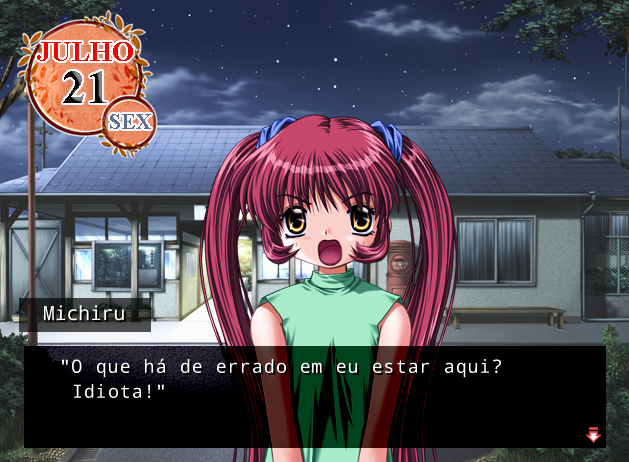 JULHO
21
SEX
Michiru
"O que há de errado em eu estar aqui?
Idiota!"